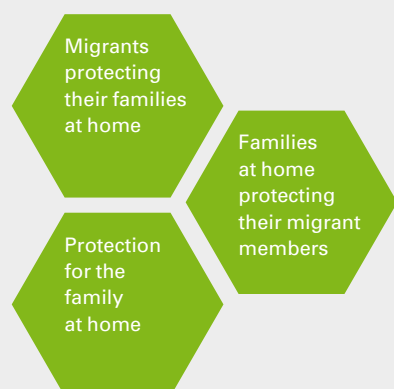 Migrants
protecting
their families
at home
Families
at home
protecting
their migrant
members
Protection
for the
family
at home